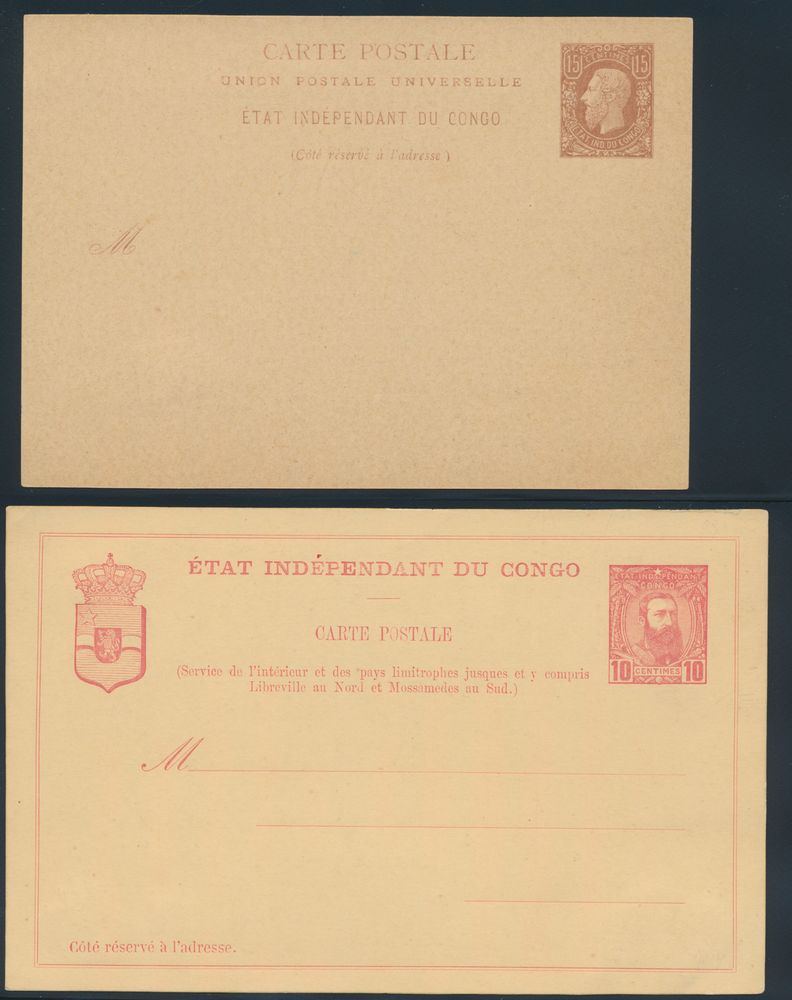 CARTE POSTALE
UNION POSTALE UNIVERSELLE
ÉTAT INDÉPENDANT DU CONGO
(Côté réservé à l'adresse)
15 CENTIMES 15
ÉTAT IND. DU CONGO
M
ÉTAT INDÉPENDANT DU CONGO
CARTE POSTALE
(Service de l'intérieur et des pays limitrophes jusques et y compris
Libreville au Nord et Mossamedes au Sud.)
ETAT INDÉPENDANT
CONGO
10 CENTIMES 10
M
Côté réservé à l'adresse.